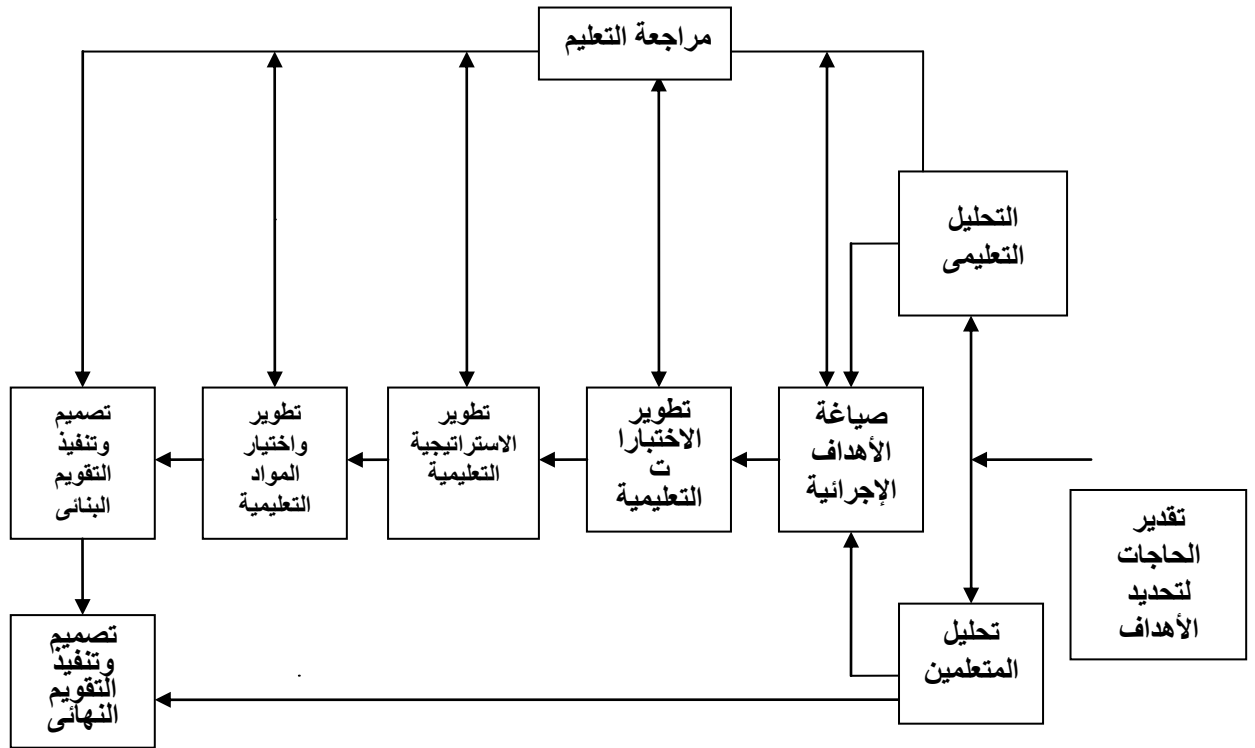 مراجعة التعليم
التحليل
التعليمى
صياغة
الأهداف
الإجرائية
تطوير
الاختبارا
ت
التعليمية
تطوير
الاستراتيجية
التعليمية
تطوير
واختيار
المواد
التعليمية
تصميم
وتنفيذ
التقويم
البنائى
تقدير
الحاجات
لتحديد
الأهداف
تحليل
المتعلمين
تصميم
وتنفيذ
التقويم
النهائى